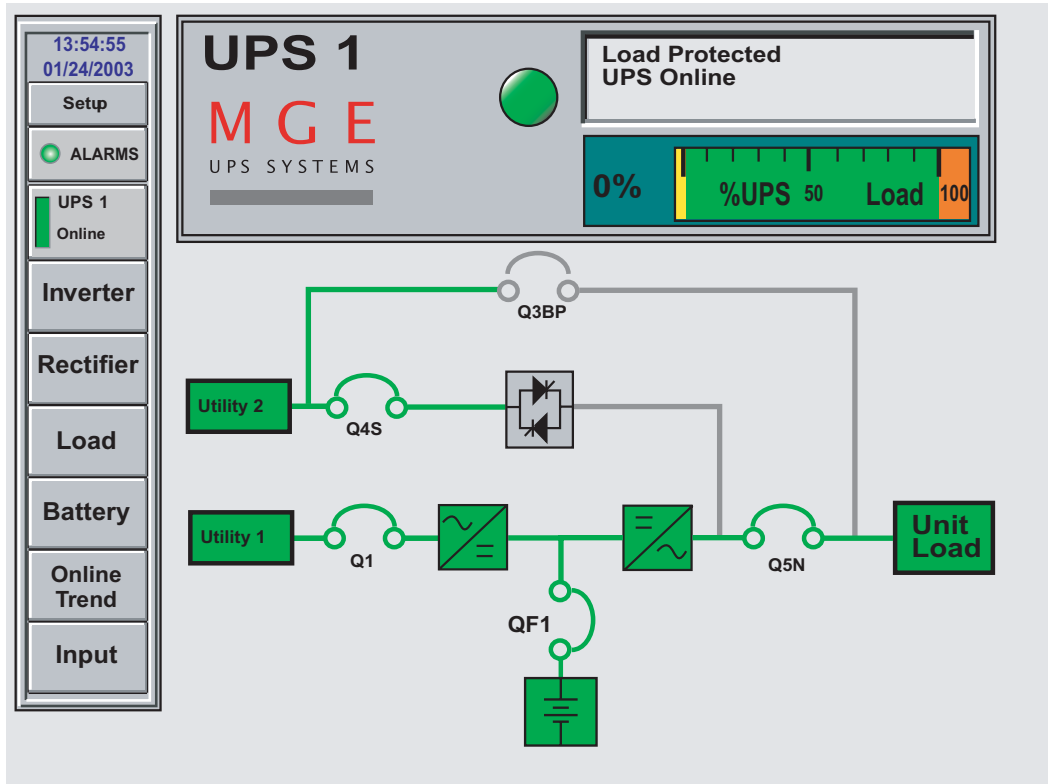 13:54:55
01/24/2003
Setup
ALARMS
UPS 1
Online
Inverter
Rectifier
Load
Battery
Online
Trend
Input
UPS 1
MGE
UPS SYSTEMS
Load Protected
UPS Online
0%
%UPS 50 Load 100
Q3BP
Utility 2
Q4S
Utility 1
Q1
Q5N
Unit
Load
QF1